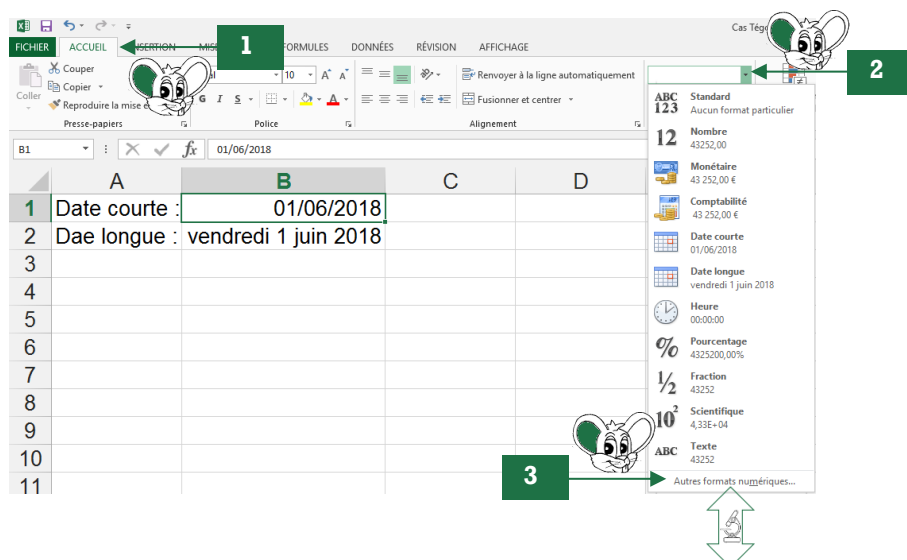 Cas Tég
FICHIER ACCUEIL INSERTION MIS FORMULES DONNÉES RÉVISION AFFICHAGE
1
2
Coller
Couper
Copier
Reproduire la mise e
10 A A
Renvoyer à la ligne automatiquement
G I S A
Fusionner et centrer
Presse-papiers Police Alignement
B1 fx 01/06/2018
A B C D
1 Date courte : 01/06/2018
2 Dae longue : vendredi 1 juin 2018
3
4
5
6
7
8
9
10
11
ABC 123 Standard
Aucun format particulier
12 Nombre
43252,00
Monétaire
43 252,00 €
Comptabilité
43 252,00 €
Date courte
01/06/2018
Date longue
vendredi 1 juin 2018
Heure
00:00:00
% Pourcentage
4325200,00%
1/2 Fraction
43252
10² Scientifique
4,33E+04
ABC Texte
43252
3
Autres formats numériques...